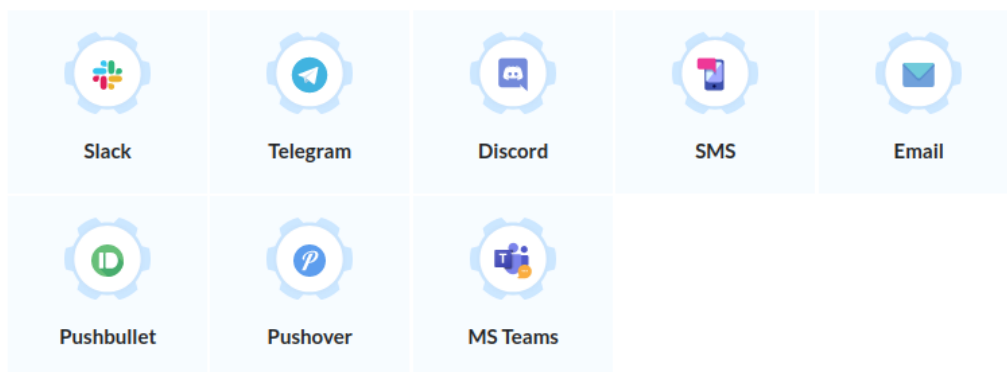 Slack
Telegram
Discord
SMS
Email
Pushbullet
Pushover
MS Teams